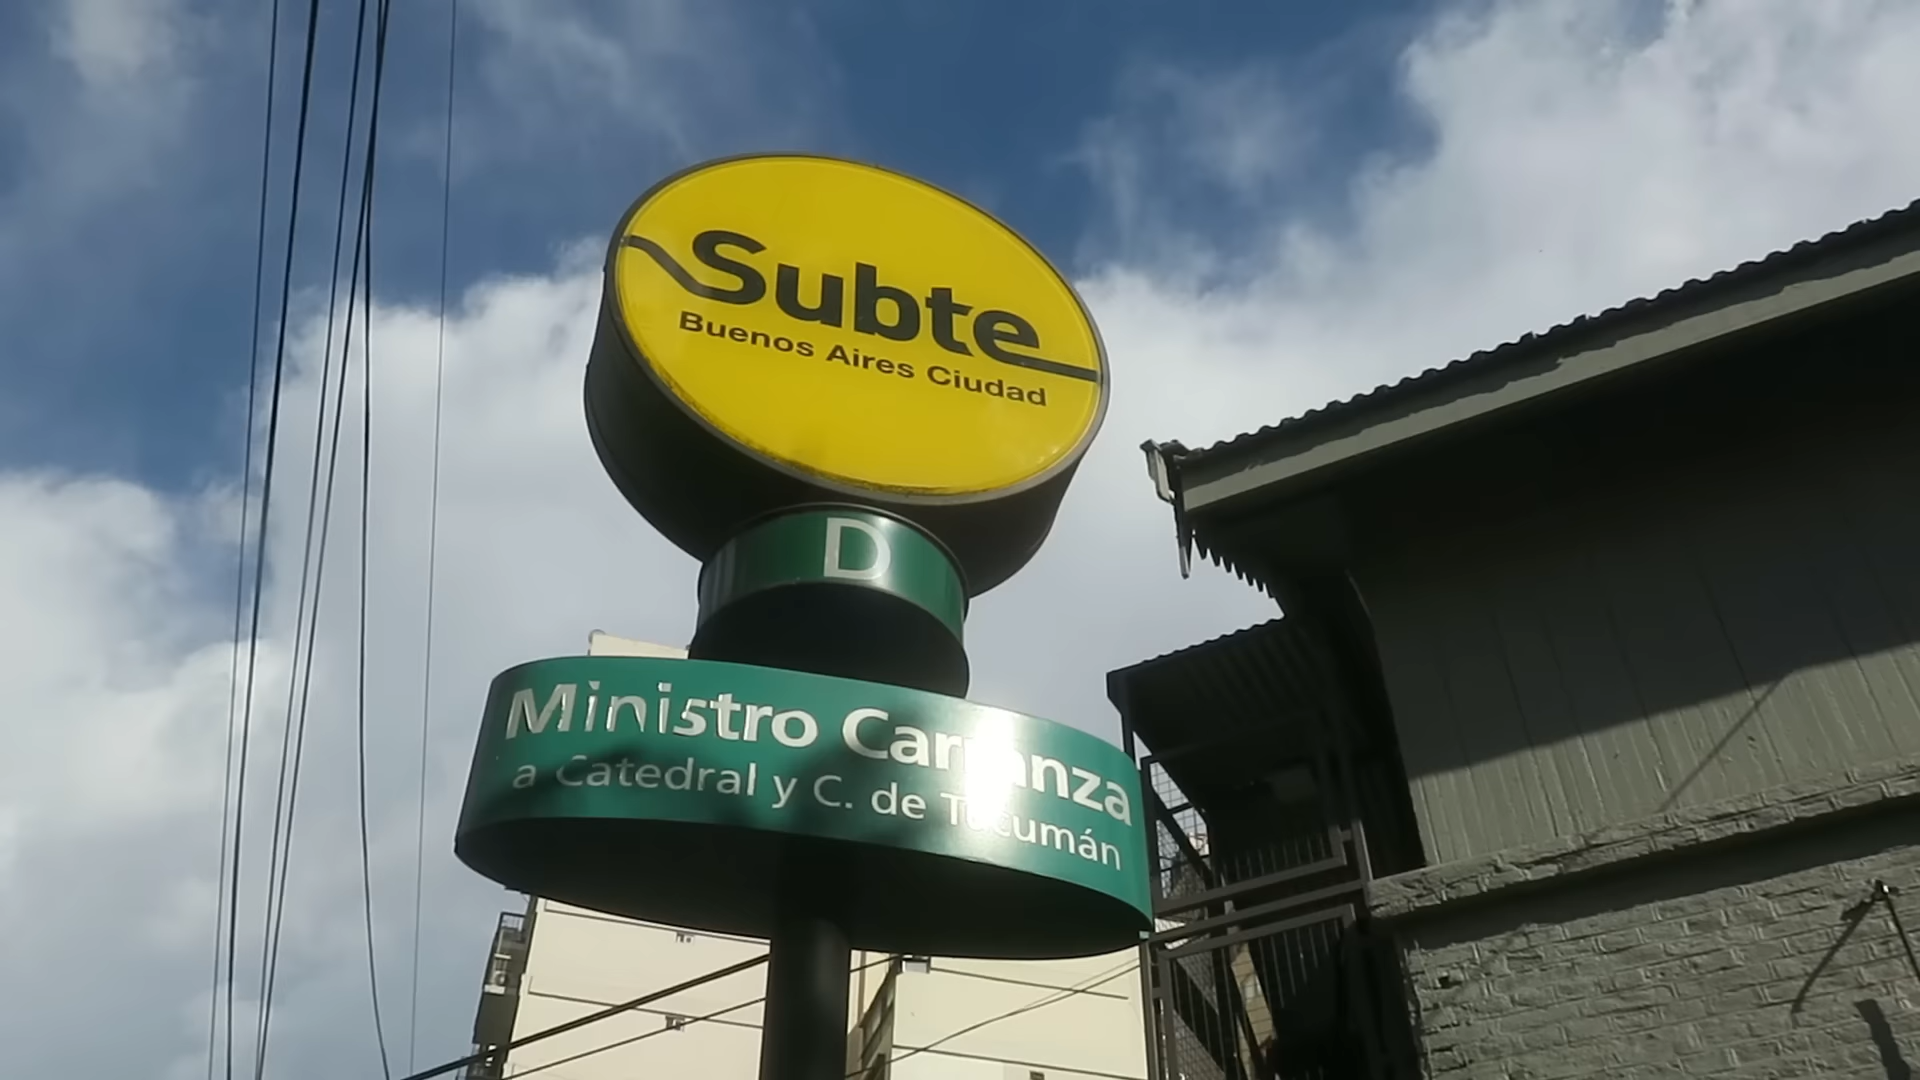 Subte
Buenos Aires Ciudad
D
Ministro Carranza
a Catedral y C. de Tucumán